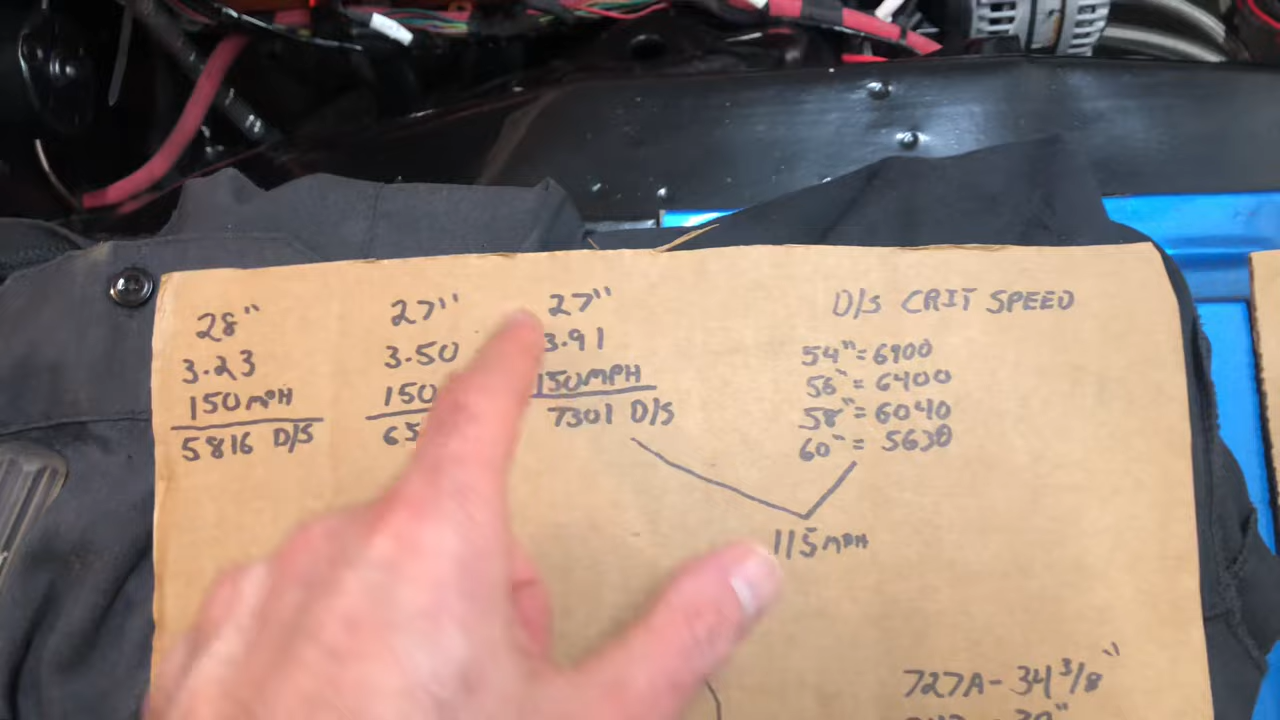 28"
3.23
150MPH
5816 D/S
27"
3.50
150
65
27"
3.91
150MPH
7301 D/S
D/S CRIT SPEED
54" = 6900
56" = 6400
58" = 6040
60" = 5630
115MPH
727A - 34 3/8"